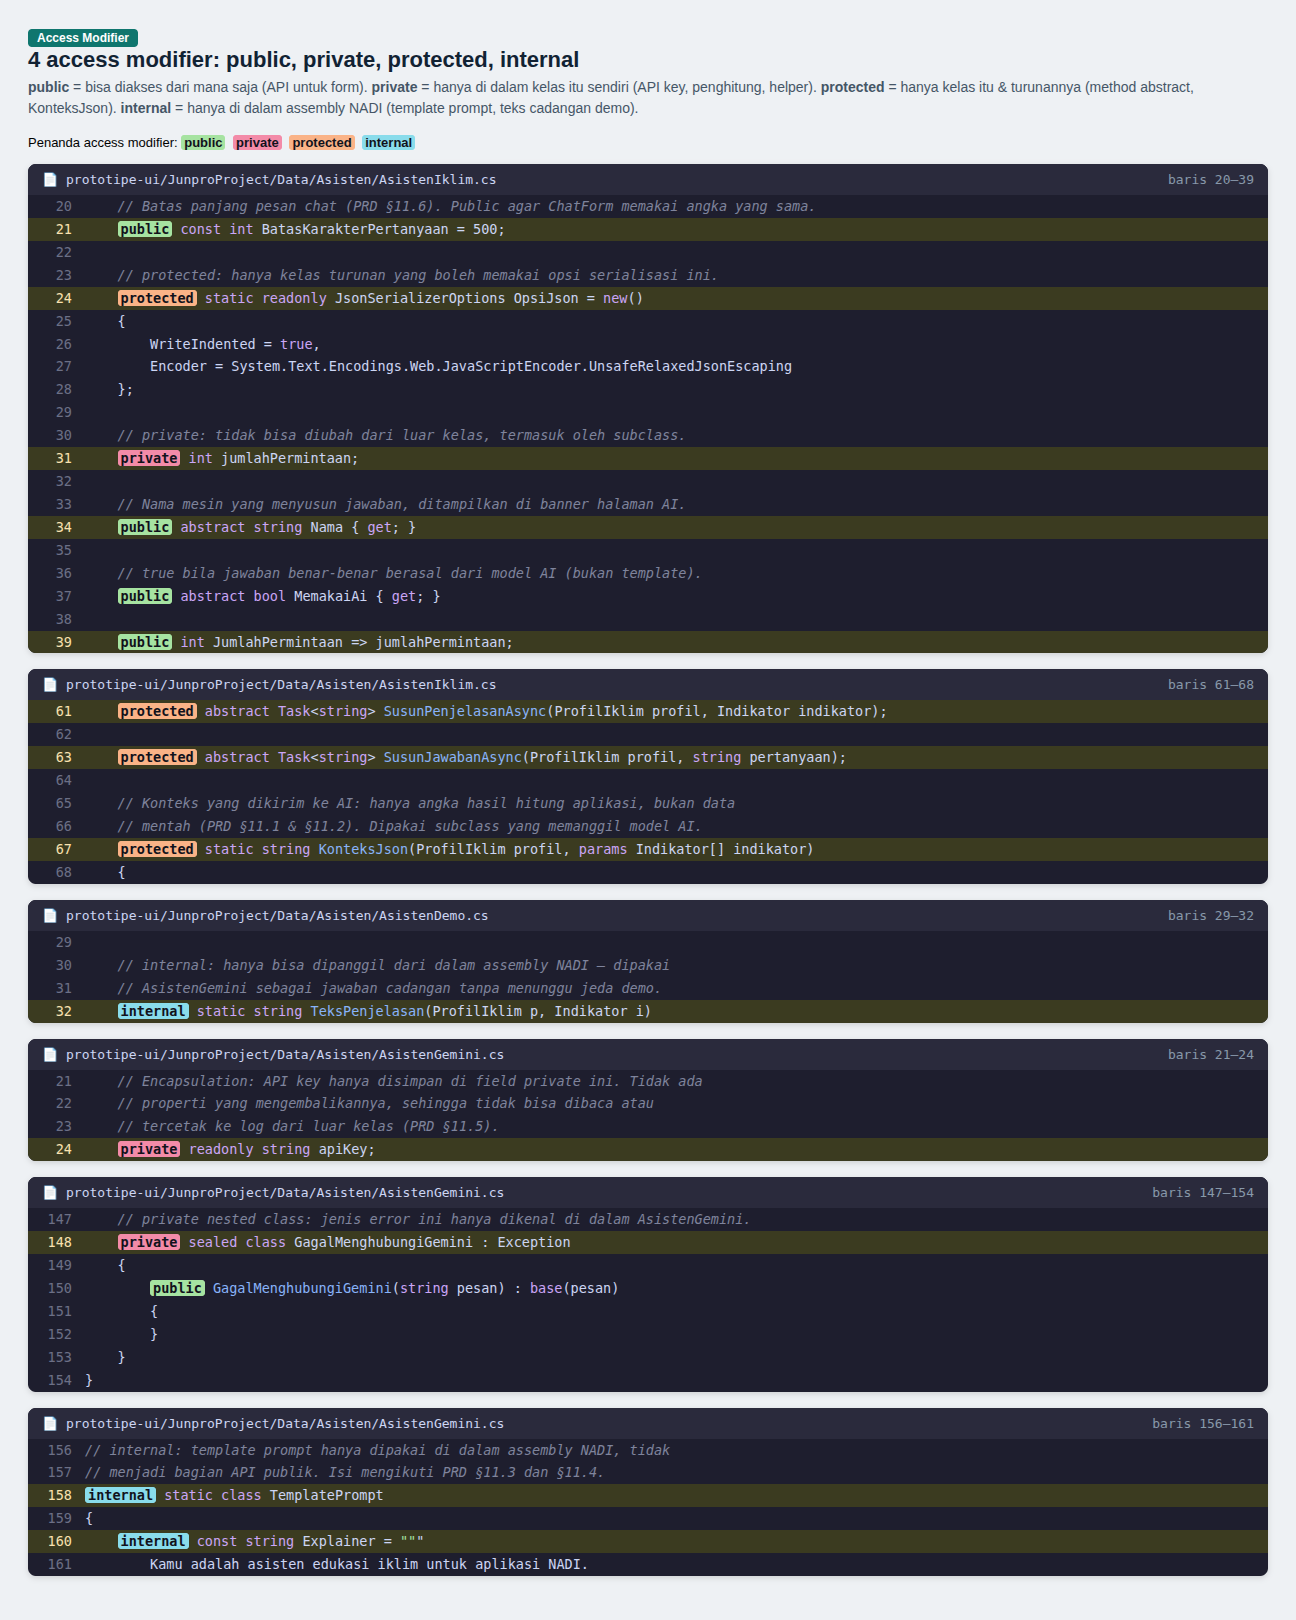 Access Modifier
4 access modifier: public, private, protected, internal
public = bisa diakses dari mana saja (API untuk form). private = hanya di dalam kelas itu sendiri (API key, penghitung, helper). protected = hanya kelas itu & turunannya (method abstract,
KonteksJson). internal = hanya di dalam assembly NADI (template prompt, teks cadangan demo).
Penanda access modifier: public private protected internal
prototipe-ui/JunproProject/Data/Asisten/AsistenIklim.cs baris 20–39
20 // Batas panjang pesan chat (PRD §11.6). Public agar ChatForm memakai angka yang sama.
21 public const int BatasKarakterPertanyaan = 500;
22
23 // protected: hanya kelas turunan yang boleh memakai opsi serialisasi ini.
24 protected static readonly JsonSerializerOptions OpsiJson = new()
25 {
26 WriteIndented = true,
27 Encoder = System.Text.Encodings.Web.JavaScriptEncoder.UnsafeRelaxedJsonEscaping
28 };
29
30 // private: tidak bisa diubah dari luar kelas, termasuk oleh subclass.
31 private int jumlahPermintaan;
32
33 // Nama mesin yang menyusun jawaban, ditampilkan di banner halaman AI.
34 public abstract string Nama { get; }
35
36 // true bila jawaban benar-benar berasal dari model AI (bukan template).
37 public abstract bool MemakaiAi { get; }
38
39 public int JumlahPermintaan => jumlahPermintaan;
prototipe-ui/JunproProject/Data/Asisten/AsistenIklim.cs baris 61–68
61 protected abstract Task<string> SusunPenjelasanAsync(ProfilIklim profil, Indikator indikator);
62
63 protected abstract Task<string> SusunJawabanAsync(ProfilIklim profil, string pertanyaan);
64
65 // Konteks yang dikirim ke AI: hanya angka hasil hitung aplikasi, bukan data
66 // mentah (PRD §11.1 & §11.2). Dipakai subclass yang memanggil model AI.
67 protected static string KonteksJson(ProfilIklim profil, params Indikator[] indikator)
68 {
prototipe-ui/JunproProject/Data/Asisten/AsistenDemo.cs baris 29–32
29
30 // internal: hanya bisa dipanggil dari dalam assembly NADI — dipakai
31 // AsistenGemini sebagai jawaban cadangan tanpa menunggu jeda demo.
32 internal static string TeksPenjelasan(ProfilIklim p, Indikator i)
prototipe-ui/JunproProject/Data/Asisten/AsistenGemini.cs baris 21–24
21 // Encapsulation: API key hanya disimpan di field private ini. Tidak ada
22 // properti yang mengembalikannya, sehingga tidak bisa dibaca atau
23 // tercetak ke log dari luar kelas (PRD §11.5).
24 private readonly string apiKey;
prototipe-ui/JunproProject/Data/Asisten/AsistenGemini.cs baris 147–154
147 // private nested class: jenis error ini hanya dikenal di dalam AsistenGemini.
148 private sealed class GagalMenghubungiGemini : Exception
149 {
150 public GagalMenghubungiGemini(string pesan) : base(pesan)
151 {
152 }
153 }
154 }
prototipe-ui/JunproProject/Data/Asisten/AsistenGemini.cs baris 156–161
156 // internal: template prompt hanya dipakai di dalam assembly NADI, tidak
157 // menjadi bagian API publik. Isi mengikuti PRD §11.3 dan §11.4.
158 internal static class TemplatePrompt
159 {
160 internal const string Explainer = """
161 Kamu adalah asisten edukasi iklim untuk aplikasi NADI.